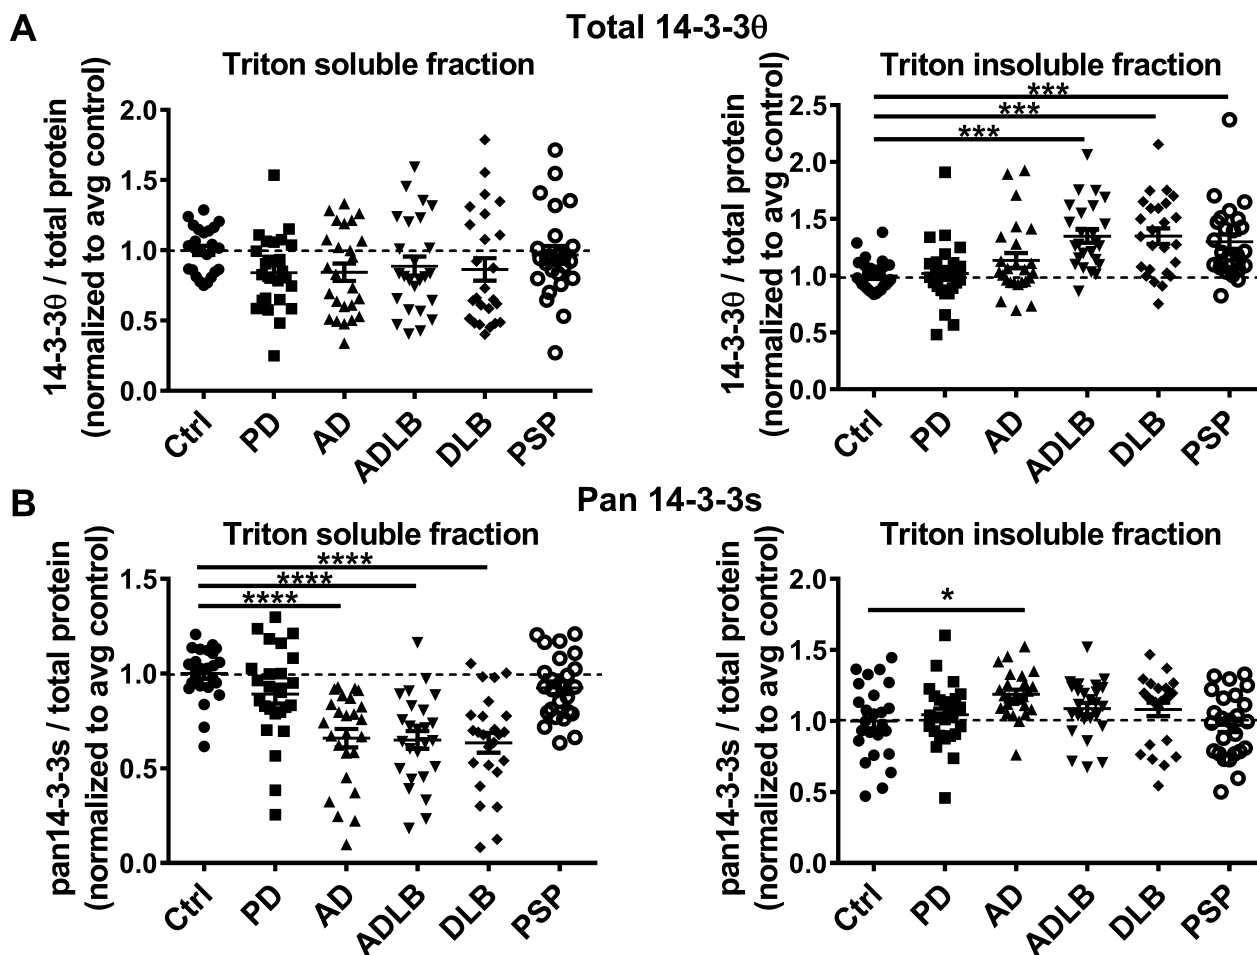 A
Total 14-3-3θ
Triton soluble fraction
14-3-3θ / total protein
(normalized to avg control)
2.0
1.5
1.0
0.5
0.0
Ctrl
PD
AD
ADLB
DLB
PSP
Triton insoluble fraction
14-3-3θ / total protein
(normalized to avg control)
***
***
***
2.5
2.0
1.5
1.0
0.5
0.0
Ctrl
PD
AD
ADLB
DLB
PSP
B
Pan 14-3-3s
Triton soluble fraction
pan14-3-3s / total protein
(normalized to avg control)
****
****
****
1.5
1.0
0.5
0.0
Ctrl
PD
AD
ADLB
DLB
PSP
Triton insoluble fraction
pan14-3-3s / total protein
(normalized to avg control)
*
2.0
1.5
1.0
0.5
0.0
Ctrl
PD
AD
ADLB
DLB
PSP